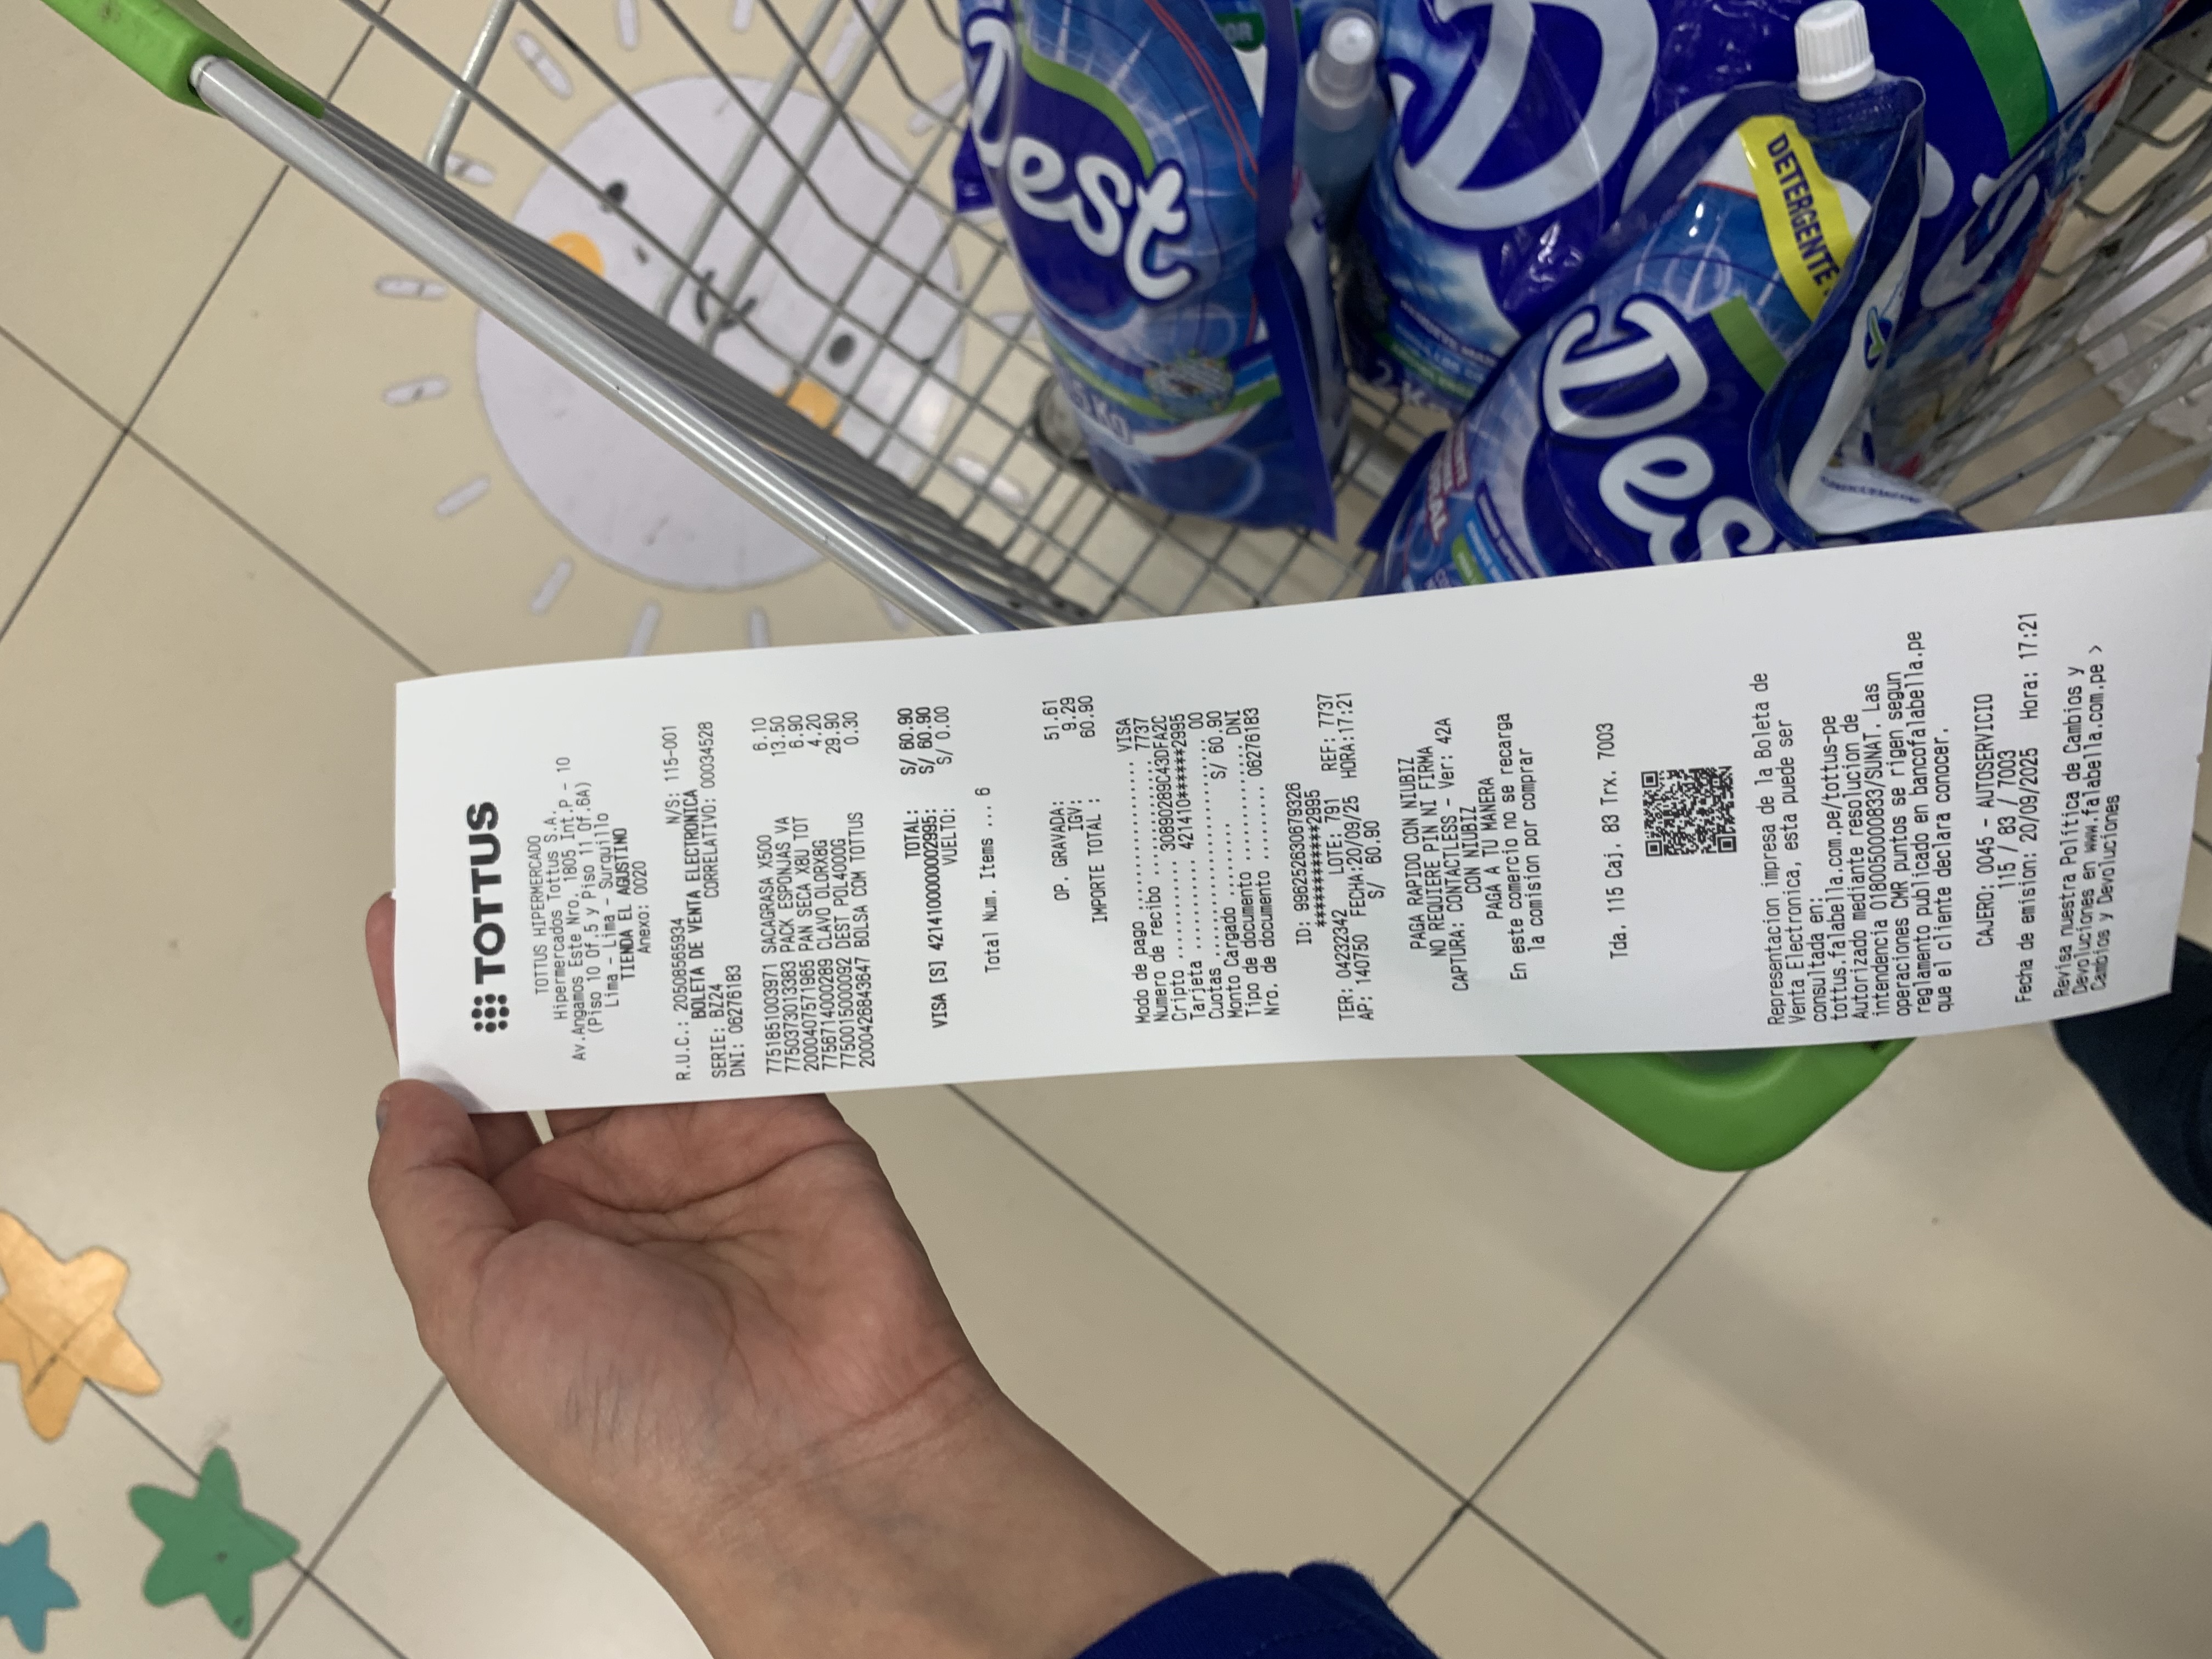 TOTTUS
TOTTUS HIPERMERCADO
Hipermercados Tottus S.A.
Av.Angamos Este Nro. 1805 Int.P - 10
(Piso 10 Of.5 y Piso 11 Of.6A)
Lima - Lima - Surquillo
TIENDA EL AGUSTINO
Anexo: 0020
R.U.C.: 20508565934 N/S: 115-001
BOLETA DE VENTA ELECTRONICA
SERIE: BZ24 CORRELATIVO: 00034528
DNI: 06276183
7751851003971 SACAGRASA X500 6.10
7750373013383 PACK ESPONJAS VA 13.50
2000407571965 PAN SECA X8U TOT 6.90
7756714000289 CLAVO OLORX8G 4.20
7750015000092 DEST POL4000G 29.90
2000426843647 BOLSA COM TOTTUS 0.30
TOTAL: S/ 60.90
VISA [S] 4214100000002995: S/ 60.90
VUELTO: S/ 0.00
Total Num. Items ... 6
OP. GRAVADA: 51.61
IGV: 9.29
IMPORTE TOTAL : 60.90
Modo de pago .................. VISA
Numero de recibo .............. 7737
Cripto .......... 30890289C43DFA2C
Tarjeta ......... 421410******2995
Cuotas ........................ 00
Monto Cargado ......... S/ 60.90
Tipo de documento ............. DNI
Nro. de documento ........ 06276183
ID: 996252630679326
************2995
TER: 04232342 LOTE: 791 REF: 7737
AP: 140750 FECHA:20/09/25 HORA:17:21
S/ 60.90
PAGA RAPIDO CON NIUBIZ
NO REQUIERE PIN NI FIRMA
CAPTURA: CONTACTLESS - Ver: 42A
CON NIUBIZ
PAGA A TU MANERA
En este comercio no se recarga
la comision por comprar
Tda. 115 Caj. 83 Trx. 7003
Representacion impresa de la Boleta de
Venta Electronica, esta puede ser
consultada en:
tottus.falabella.com.pe/tottus-pe
Autorizado mediante resolucion de
intendencia 0180050000833/SUNAT. Las
operaciones CMR puntos se rigen segun
reglamento publicado en bancofalabella.pe
que el cliente declara conocer.
CAJERO: 0045 - AUTOSERVICIO
115 / 83 / 7003
Fecha de emision: 20/09/2025 Hora: 17:21
Revisa nuestra Política de Cambios y
Devoluciones en www.falabella.com.pe >
Cambios y Devoluciones
Dest
DETERGENTE
Des